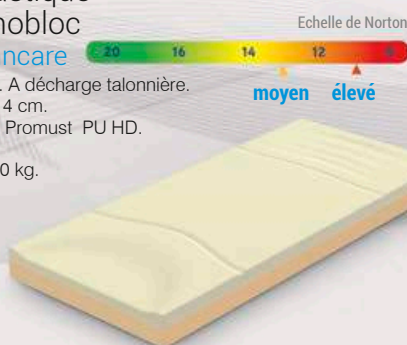 nobloc
Echelle de Norton
ncare
20 16 14 12
. A décharge talonnière.
4 cm.
moyen élevé
Promust PU HD.
0 kg.